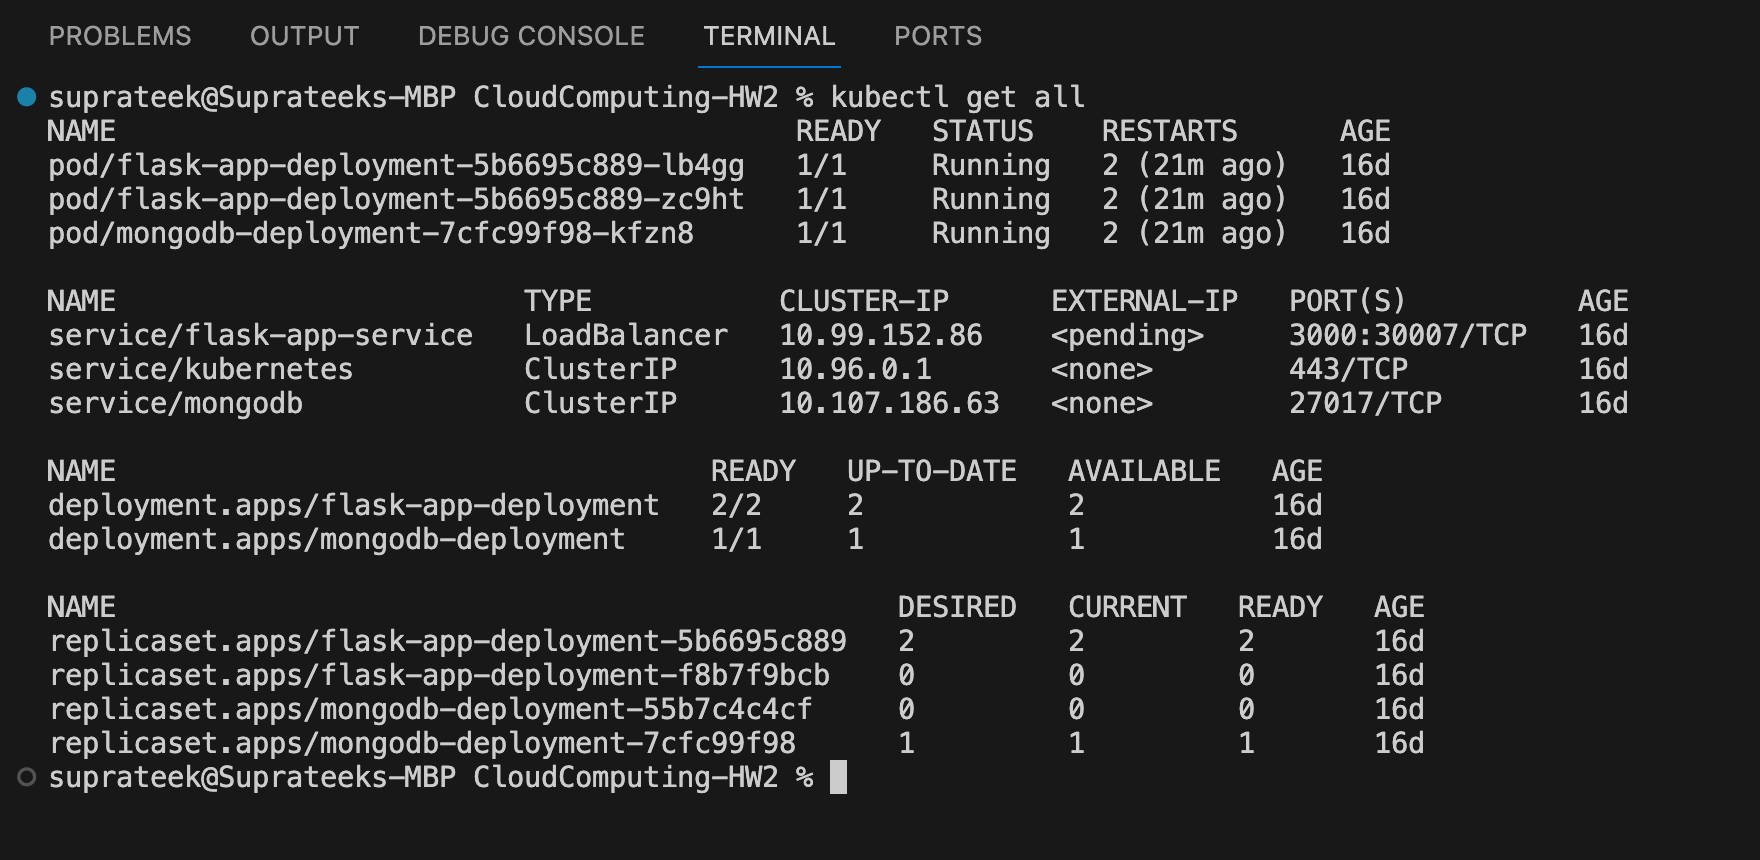 PROBLEMS OUTPUT DEBUG CONSOLE TERMINAL PORTS
suprateek@Suprateeks-MBP CloudComputing-HW2 % kubectl get all
NAME READY STATUS RESTARTS AGE
pod/flask-app-deployment-5b6695c889-lb4gg 1/1 Running 2 (21m ago) 16d
pod/flask-app-deployment-5b6695c889-zc9ht 1/1 Running 2 (21m ago) 16d
pod/mongodb-deployment-7cfc99f98-kfzn8 1/1 Running 2 (21m ago) 16d
NAME TYPE CLUSTER-IP EXTERNAL-IP PORT(S) AGE
service/flask-app-service LoadBalancer 10.99.152.86 <pending> 3000:30007/TCP 16d
service/kubernetes ClusterIP 10.96.0.1 <none> 443/TCP 16d
service/mongodb ClusterIP 10.107.186.63 <none> 27017/TCP 16d
NAME READY UP-TO-DATE AVAILABLE AGE
deployment.apps/flask-app-deployment 2/2 2 2 16d
deployment.apps/mongodb-deployment 1/1 1 1 16d
NAME DESIRED CURRENT READY AGE
replicaset.apps/flask-app-deployment-5b6695c889 2 2 2 16d
replicaset.apps/flask-app-deployment-f8b7f9bcb 0 0 0 16d
replicaset.apps/mongodb-deployment-55b7c4c4cf 0 0 0 16d
replicaset.apps/mongodb-deployment-7cfc99f98 1 1 1 16d
suprateek@Suprateeks-MBP CloudComputing-HW2 %